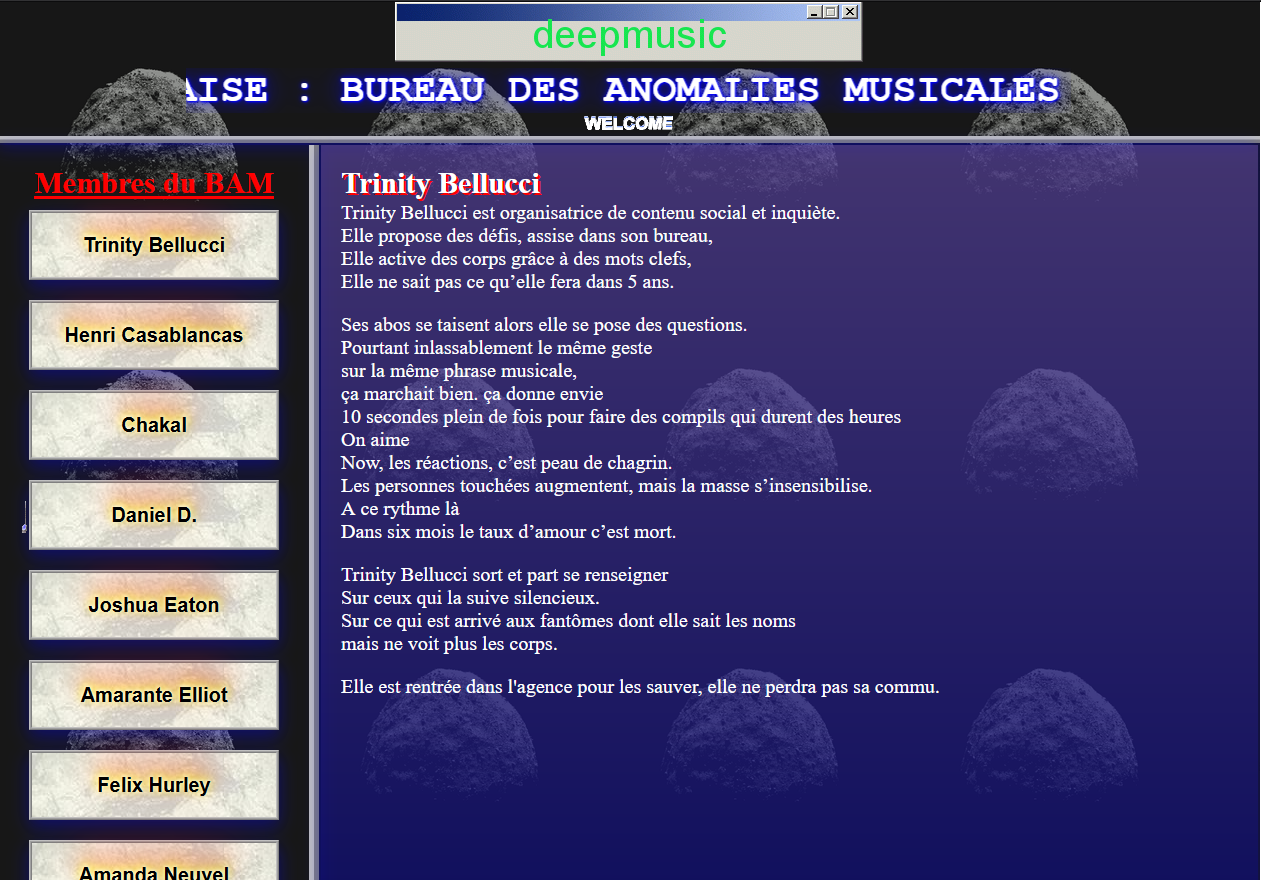 deepmusic
AISE : BUREAU DES ANOMALIES MUSICALES
WELCOME
Membres du BAM
Trinity Bellucci
Henri Casablancas
Chakal
Daniel D.
Joshua Eaton
Amarante Elliot
Felix Hurley
Amanda Neuvel
Trinity Bellucci
Trinity Bellucci est organisatrice de contenu social et inquiète.
Elle propose des défis, assise dans son bureau,
Elle active des corps grâce à des mots clefs,
Elle ne sait pas ce qu’elle fera dans 5 ans.
Ses abos se taisent alors elle se pose des questions.
Pourtant inlassablement le même geste
sur la même phrase musicale,
ça marchait bien. ça donne envie
10 secondes plein de fois pour faire des compils qui durent des heures
On aime
Now, les réactions, c’est peau de chagrin.
Les personnes touchées augmentent, mais la masse s’insensibilise.
A ce rythme là
Dans six mois le taux d’amour c’est mort.
Trinity Bellucci sort et part se renseigner
Sur ceux qui la suive silencieux.
Sur ce qui est arrivé aux fantômes dont elle sait les noms
mais ne voit plus les corps.
Elle est rentrée dans l'agence pour les sauver, elle ne perdra pas sa commu.